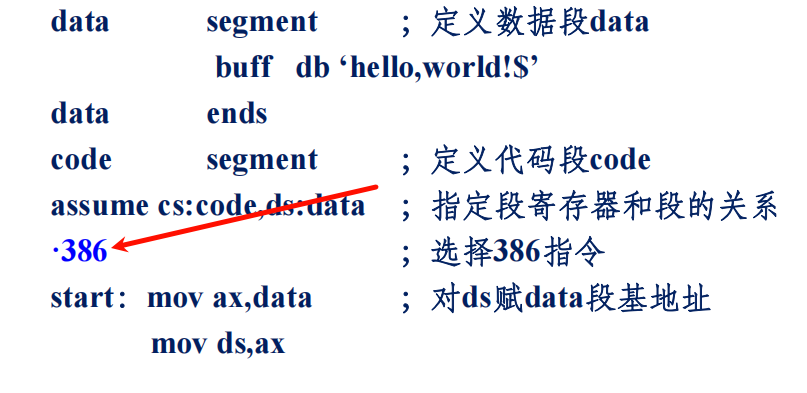 data segment ；定义数据段data
buff db ‘hello,world!$’
data ends
code segment ；定义代码段code
assume cs:code,ds:data ；指定段寄存器和段的关系
·386 ；选择386指令
start：mov ax,data ；对ds赋data段基地址
mov ds,ax